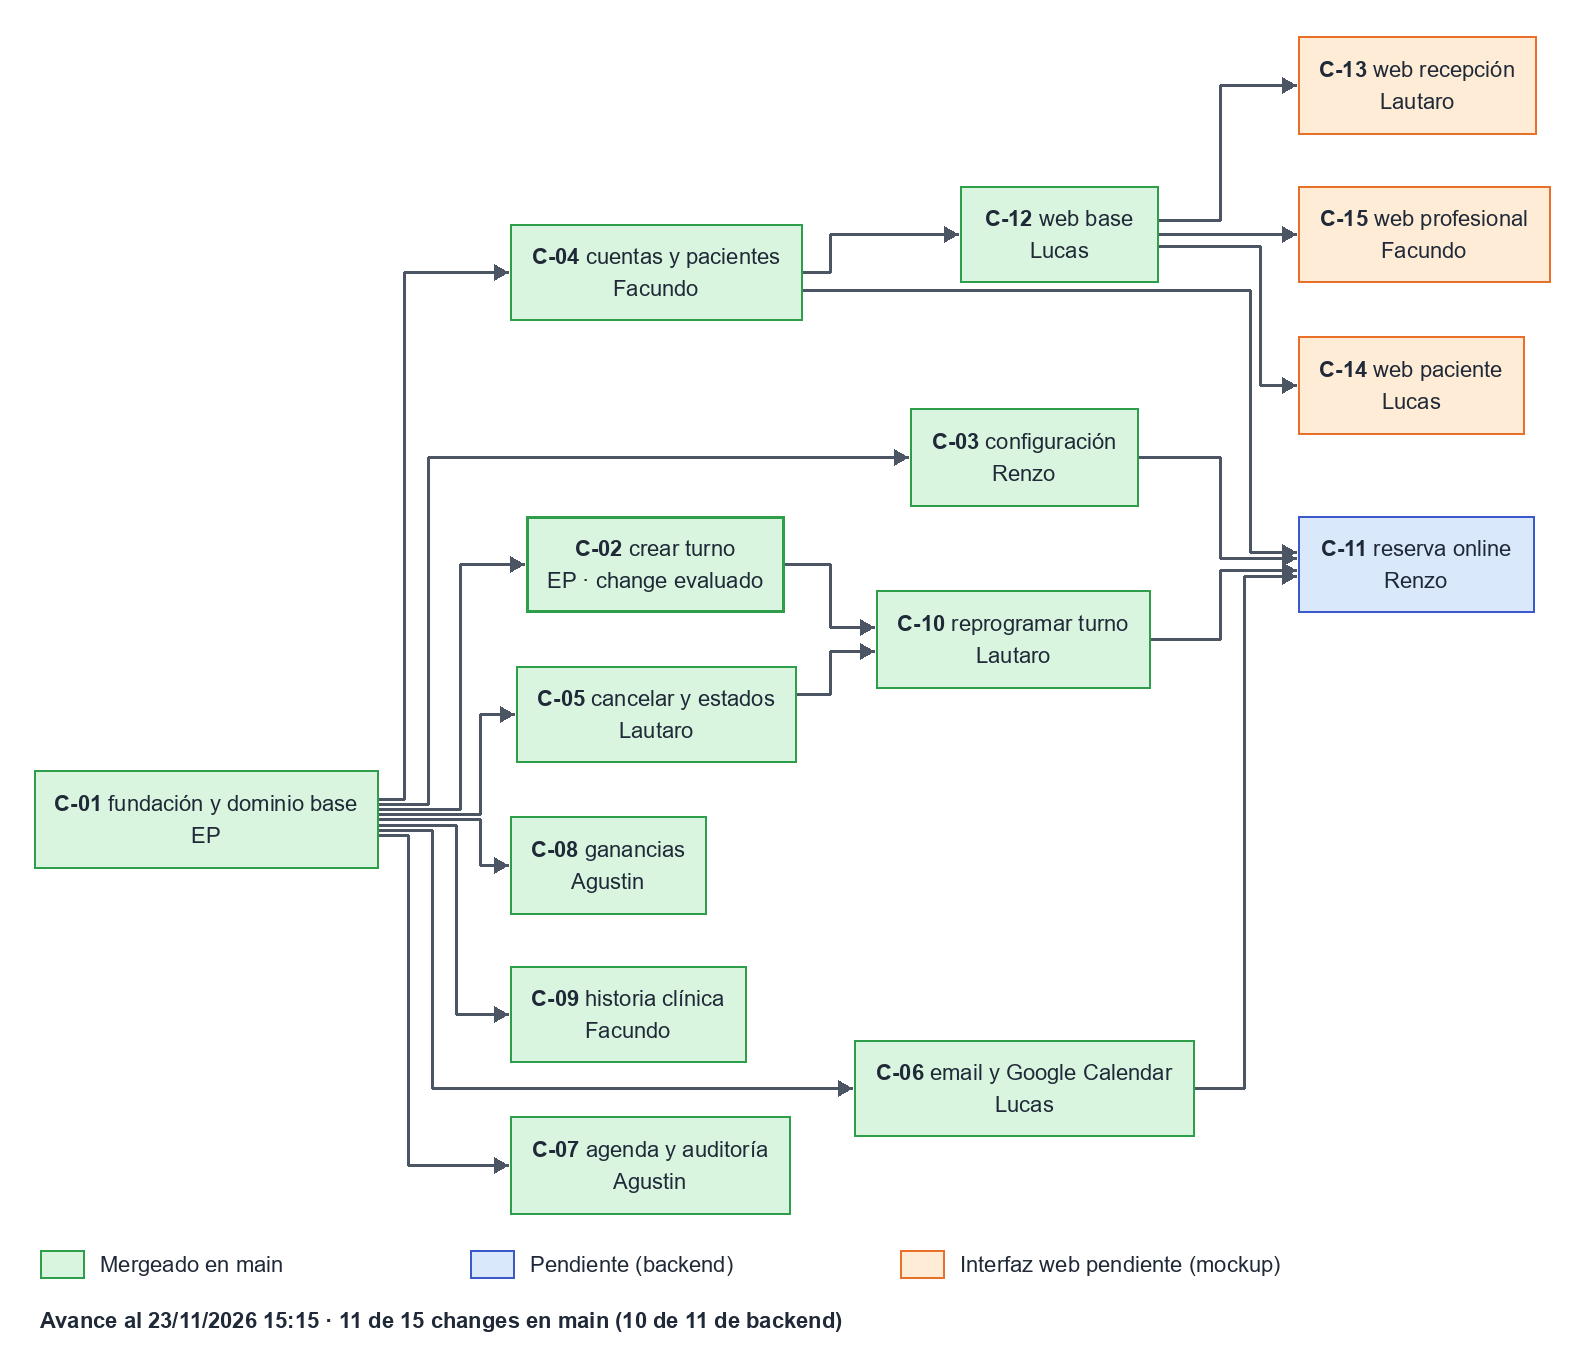 C-13 web recepción
Lautaro
C-12 web base
Lucas
C-15 web profesional
Facundo
C-04 cuentas y pacientes
Facundo
C-14 web paciente
Lucas
C-03 configuración
Renzo
C-02 crear turno
EP · change evaluado
C-11 reserva online
Renzo
C-10 reprogramar turno
Lautaro
C-05 cancelar y estados
Lautaro
C-01 fundación y dominio base
EP
C-08 ganancias
Agustin
C-09 historia clínica
Facundo
C-06 email y Google Calendar
Lucas
C-07 agenda y auditoría
Agustin
Mergeado en main
Pendiente (backend)
Interfaz web pendiente (mockup)
Avance al 23/11/2026 15:15 · 11 de 15 changes en main (10 de 11 de backend)